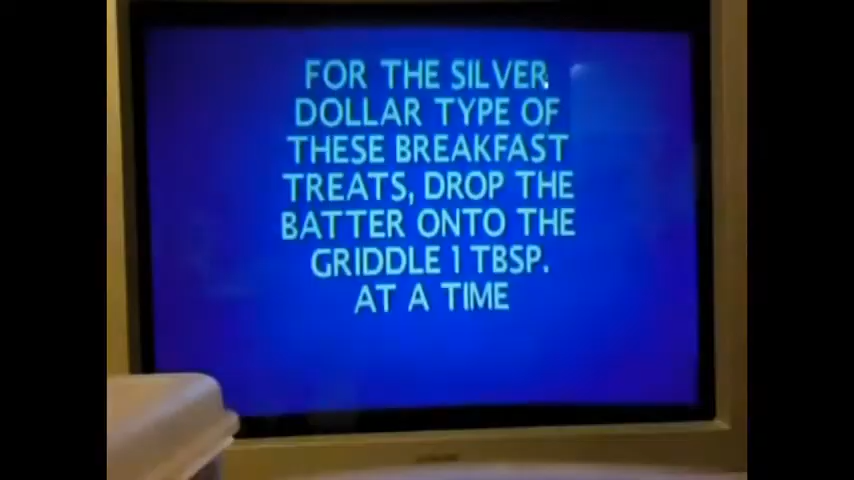 FOR THE SILVER
DOLLAR TYPE OF
THESE BREAKFAST
TREATS, DROP THE
BATTER ONTO THE
GRIDDLE 1 TBSP.
AT A TIME